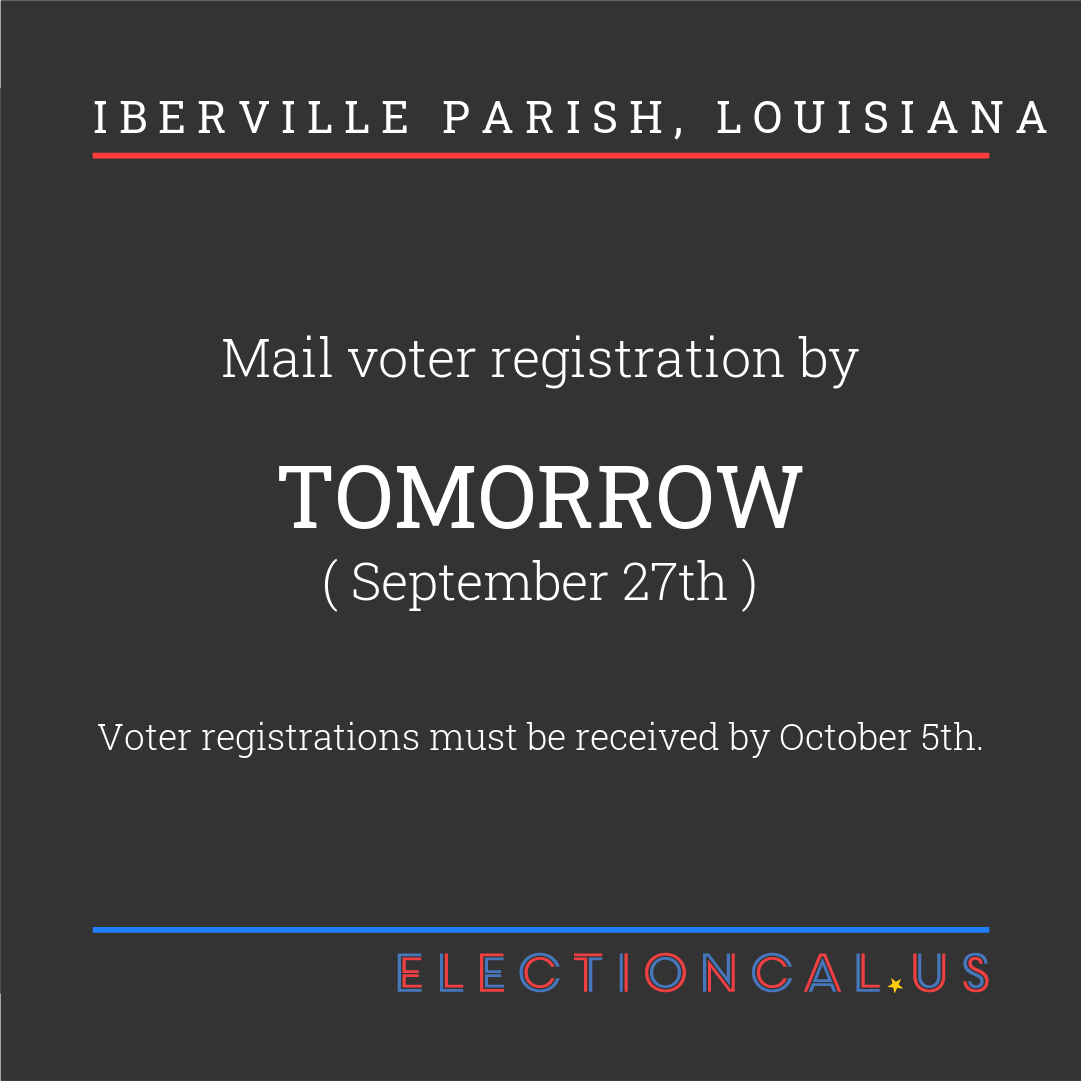 IBERVILLE PARISH, LOUISIANA
Mail voter registration by
TOMORROW
( September 27th )
Voter registrations must be received by October 5th.
ELECTIONCAL.US